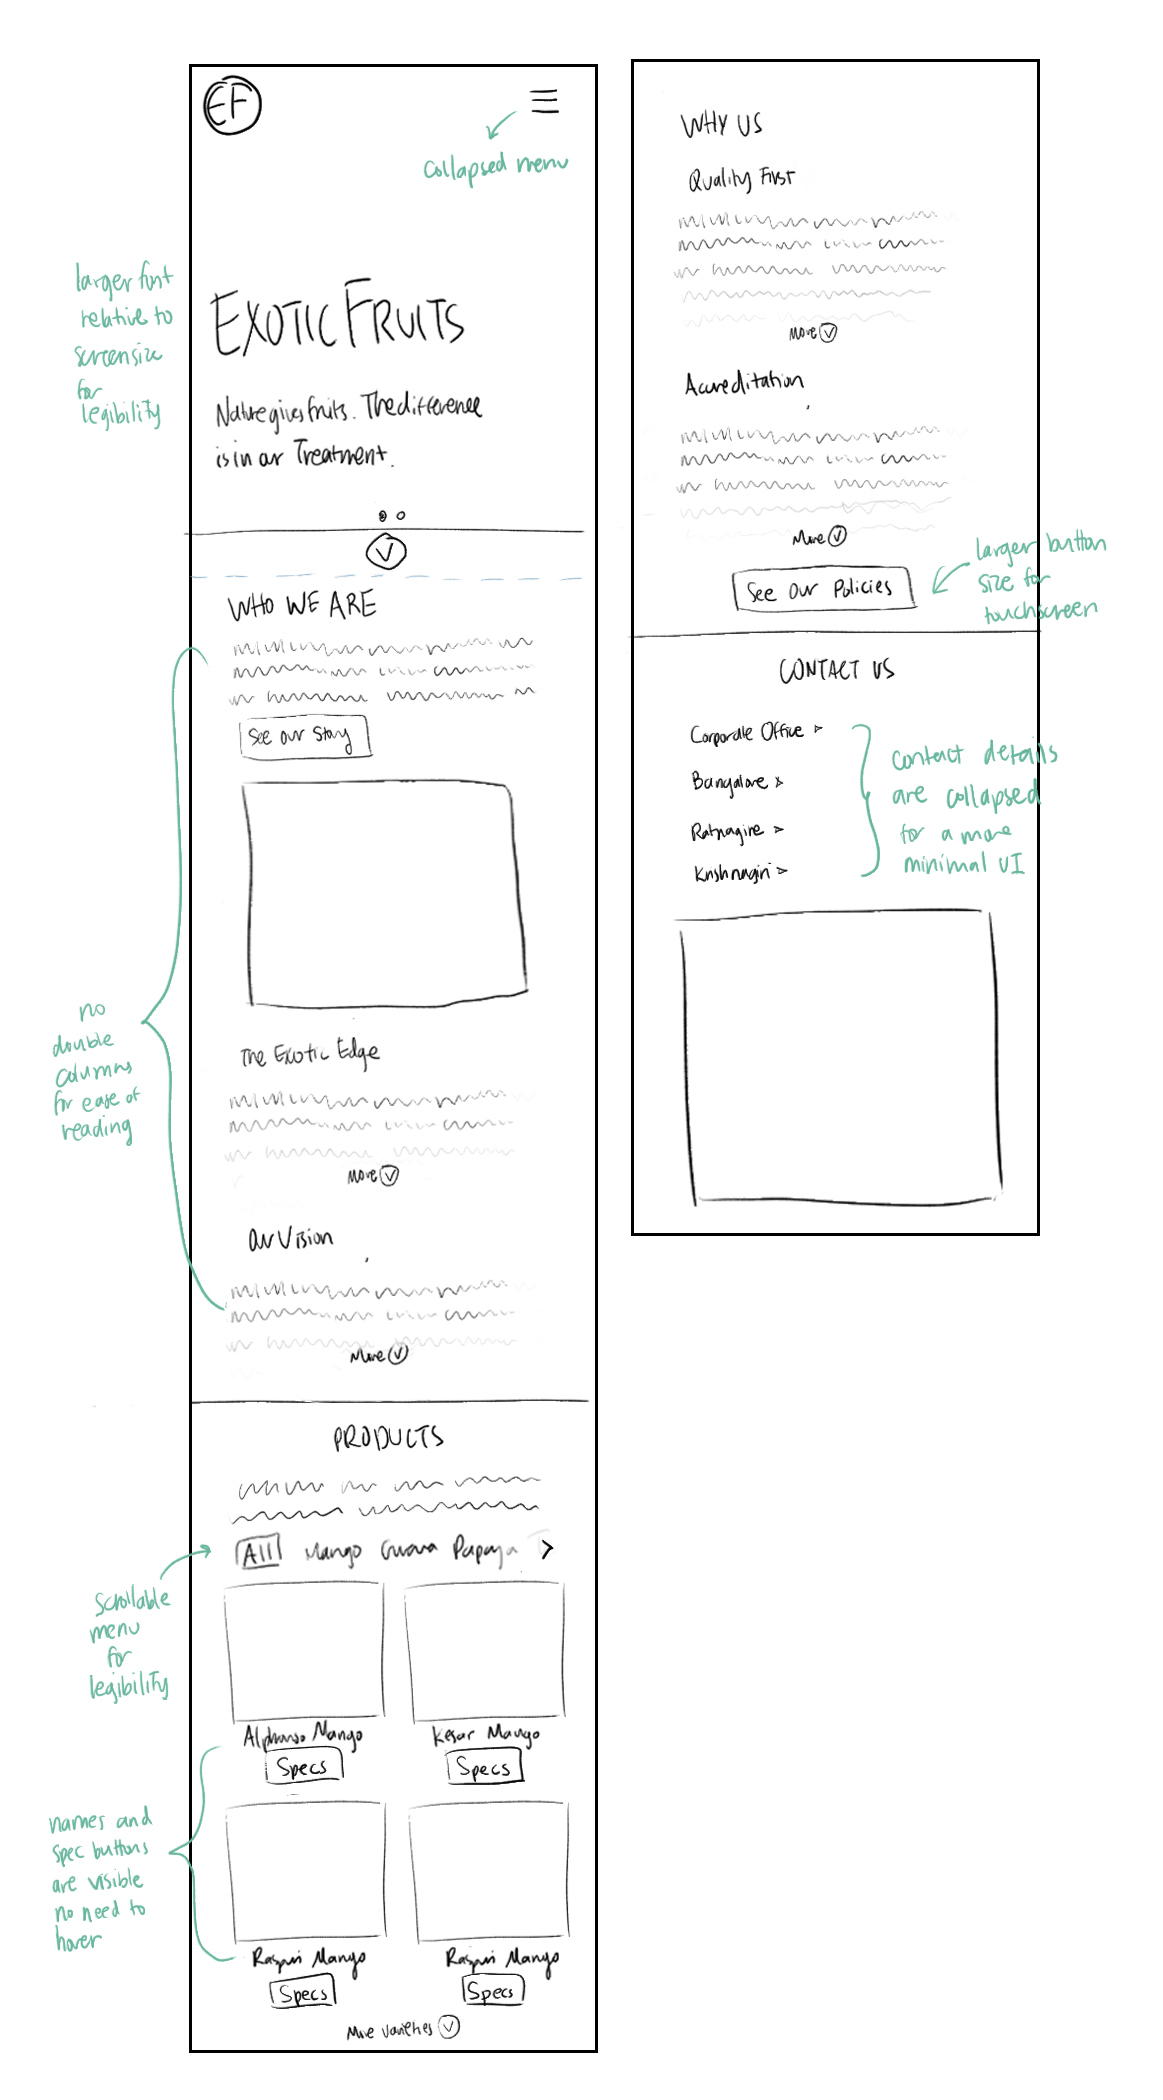 EF
collapsed menu
larger font
relative to
screensize
for
legibility
EXOTIC FRUITS
Nature gives fruits. The difference
is in our Treatment.
WHO WE ARE
See our Story
no
double
columns
for ease of
reading
The Exotic Edge
More
Our Vision
More
PRODUCTS
All Mango Guava Papaya
scrollable
menu
for
legibility
Alphonso Mango
Kesar Mango
Specs
Specs
names and
spec buttons
are visible
no need to
hover
Raspuri Mango
Raspuri Mango
Specs
Specs
More Varieties
WHY US
Quality First
More
Accreditation
More
See Our Policies
larger button
size for
touchscreen
CONTACT US
Corporate Office
Bangalore
Ratnagire
Krishnagiri
contact details
are collapsed
for a more
minimal UI